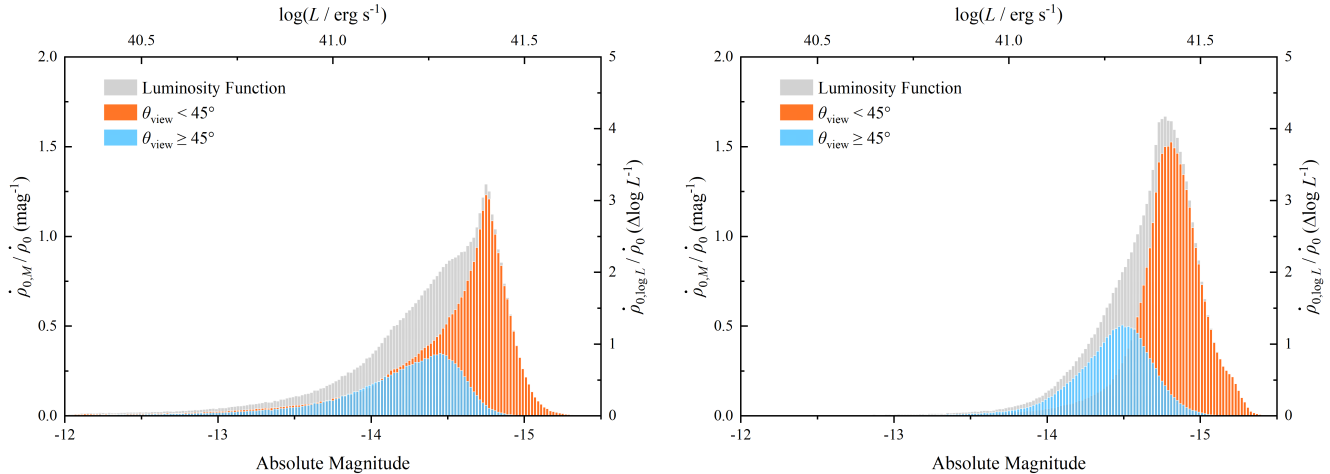 log(L / erg s⁻¹)
40.5 41.0 41.5
2.0 5
Luminosity Function
θview < 45°
θview ≥ 45°
1.5 4
3
1.0
2
0.5 1
0.0 0
-12 -13 -14 -15
Absolute Magnitude
ρ̇0,M / ρ̇0 (mag⁻¹)
ρ̇0,log L / ρ̇0 (Δlog L⁻¹)
log(L / erg s⁻¹)
40.5 41.0 41.5
2.0 5
Luminosity Function
θview < 45°
θview ≥ 45°
1.5 4
3
1.0
2
0.5 1
0.0 0
-12 -13 -14 -15
Absolute Magnitude
ρ̇0,M / ρ̇0 (mag⁻¹)
ρ̇0,log L / ρ̇0 (Δlog L⁻¹)